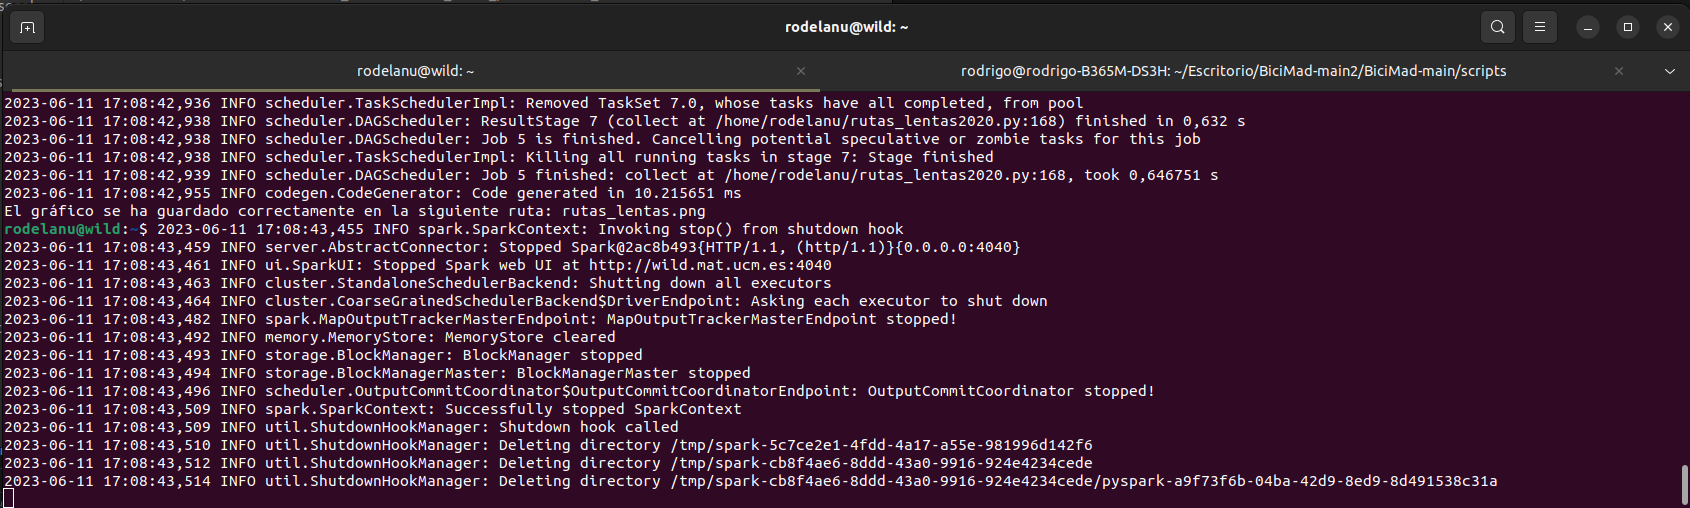 rodelanu@wild: ~
rodelanu@wild: ~
rodrigo@rodrigo-B365M-DS3H: ~/Escritorio/BiciMad-main2/BiciMad-main/scripts
2023-06-11 17:08:42,936 INFO scheduler.TaskSchedulerImpl: Removed TaskSet 7.0, whose tasks have all completed, from pool
2023-06-11 17:08:42,938 INFO scheduler.DAGScheduler: ResultStage 7 (collect at /home/rodelanu/rutas_lentas2020.py:168) finished in 0,632 s
2023-06-11 17:08:42,938 INFO scheduler.DAGScheduler: Job 5 is finished. Cancelling potential speculative or zombie tasks for this job
2023-06-11 17:08:42,938 INFO scheduler.TaskSchedulerImpl: Killing all running tasks in stage 7: Stage finished
2023-06-11 17:08:42,939 INFO scheduler.DAGScheduler: Job 5 finished: collect at /home/rodelanu/rutas_lentas2020.py:168, took 0,646751 s
2023-06-11 17:08:42,955 INFO codegen.CodeGenerator: Code generated in 10.215651 ms
El gráfico se ha guardado correctamente en la siguiente ruta: rutas_lentas.png
rodelanu@wild:~$ 2023-06-11 17:08:43,455 INFO spark.SparkContext: Invoking stop() from shutdown hook
2023-06-11 17:08:43,459 INFO server.AbstractConnector: Stopped Spark@2ac8b493{HTTP/1.1, (http/1.1)}{0.0.0.0:4040}
2023-06-11 17:08:43,461 INFO ui.SparkUI: Stopped Spark web UI at http://wild.mat.ucm.es:4040
2023-06-11 17:08:43,463 INFO cluster.StandaloneSchedulerBackend: Shutting down all executors
2023-06-11 17:08:43,464 INFO cluster.CoarseGrainedSchedulerBackend$DriverEndpoint: Asking each executor to shut down
2023-06-11 17:08:43,482 INFO spark.MapOutputTrackerMasterEndpoint: MapOutputTrackerMasterEndpoint stopped!
2023-06-11 17:08:43,492 INFO memory.MemoryStore: MemoryStore cleared
2023-06-11 17:08:43,493 INFO storage.BlockManager: BlockManager stopped
2023-06-11 17:08:43,494 INFO storage.BlockManagerMaster: BlockManagerMaster stopped
2023-06-11 17:08:43,496 INFO scheduler.OutputCommitCoordinator$OutputCommitCoordinatorEndpoint: OutputCommitCoordinator stopped!
2023-06-11 17:08:43,509 INFO spark.SparkContext: Successfully stopped SparkContext
2023-06-11 17:08:43,509 INFO util.ShutdownHookManager: Shutdown hook called
2023-06-11 17:08:43,510 INFO util.ShutdownHookManager: Deleting directory /tmp/spark-5c7ce2e1-4fdd-4a17-a55e-981996d142f6
2023-06-11 17:08:43,512 INFO util.ShutdownHookManager: Deleting directory /tmp/spark-cb8f4ae6-8ddd-43a0-9916-924e4234cede
2023-06-11 17:08:43,514 INFO util.ShutdownHookManager: Deleting directory /tmp/spark-cb8f4ae6-8ddd-43a0-9916-924e4234cede/pyspark-a9f73f6b-04ba-42d9-8ed9-8d491538c31a